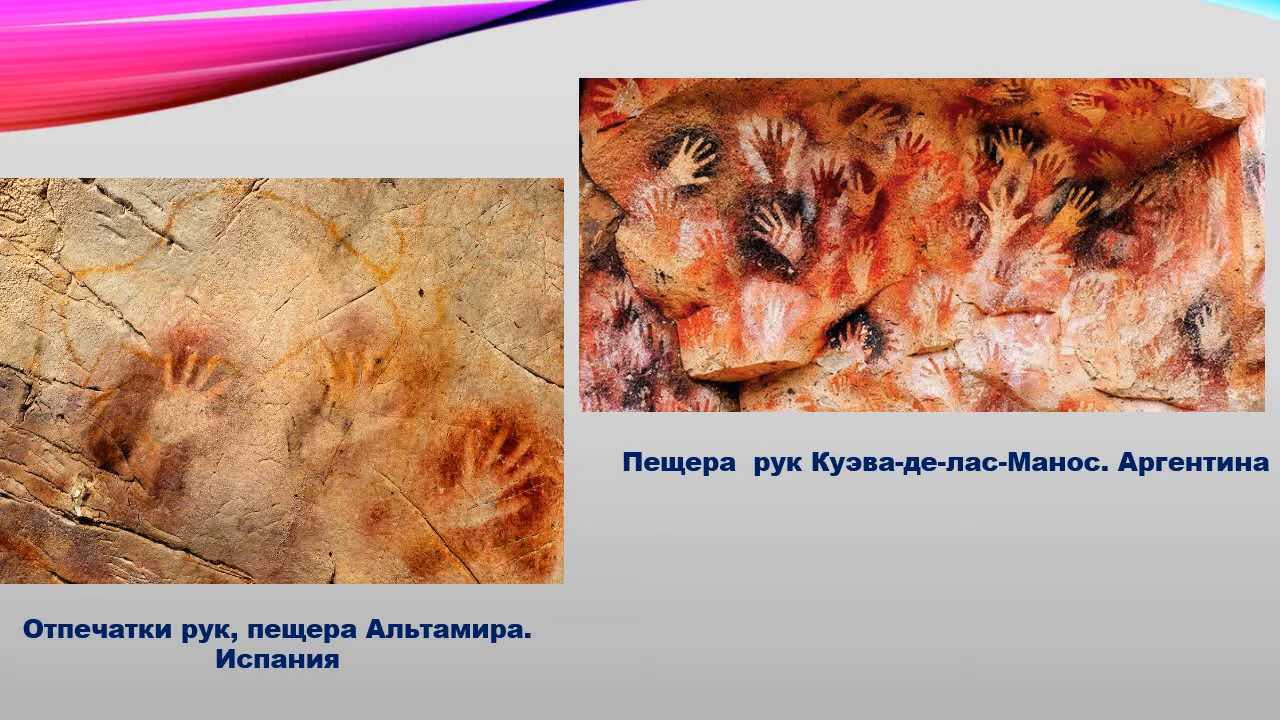 Пещера  рук Куэва-де-лас-Манос. Аргентина
Отпечатки рук, пещера Альтамира.
Испания